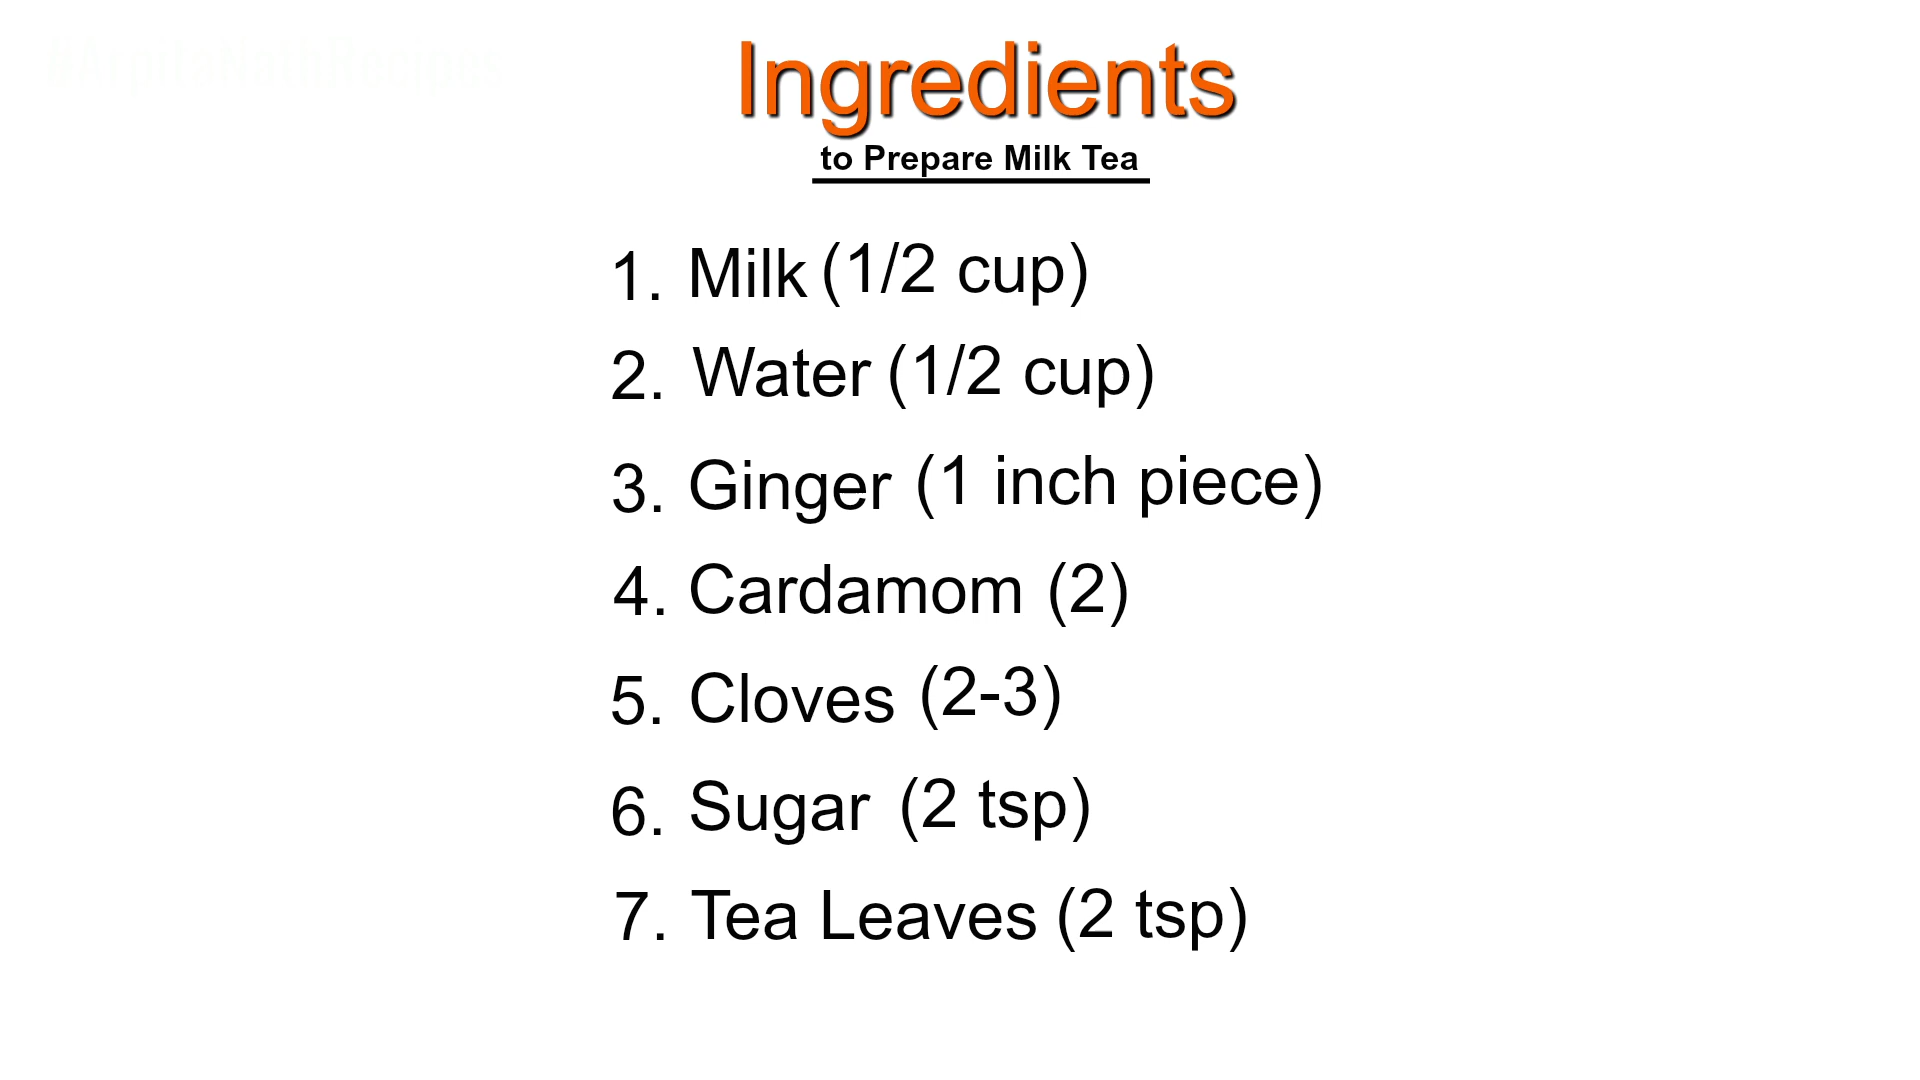 Ingredients
to Prepare Milk Tea
1. Milk (1/2 cup)
2. Water (1/2 cup)
3. Ginger (1 inch piece)
4. Cardamom (2)
5. Cloves (2-3)
6. Sugar (2 tsp)
7. Tea Leaves (2 tsp)